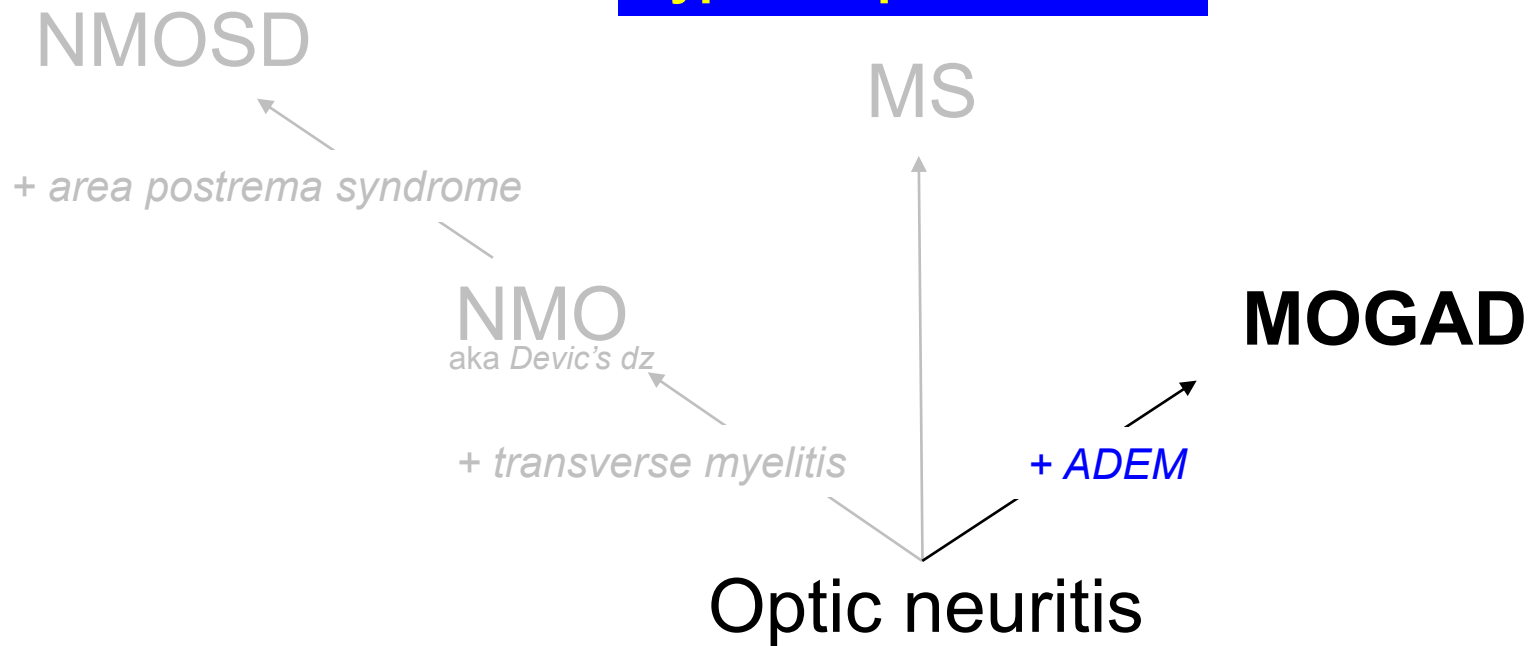 NMOSD
MS
+ area postrema syndrome
NMO
aka Devic's dz
MOGAD
+ transverse myelitis
+ ADEM
Optic neuritis